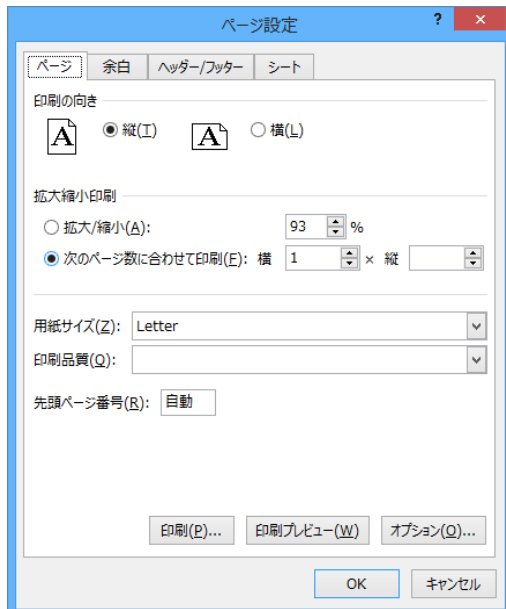 ページ設定
? ×
ページ 余白 ヘッダー/フッター シート
印刷の向き
A 縦(T) A 横(L)
拡大縮小印刷
拡大/縮小(A): 93 %
次のページ数に合わせて印刷(F): 横 1 × 縦
用紙サイズ(Z): Letter
印刷品質(Q):
先頭ページ番号(R): 自動
印刷(P)... 印刷プレビュー(W) オプション(O)...
OK キャンセル